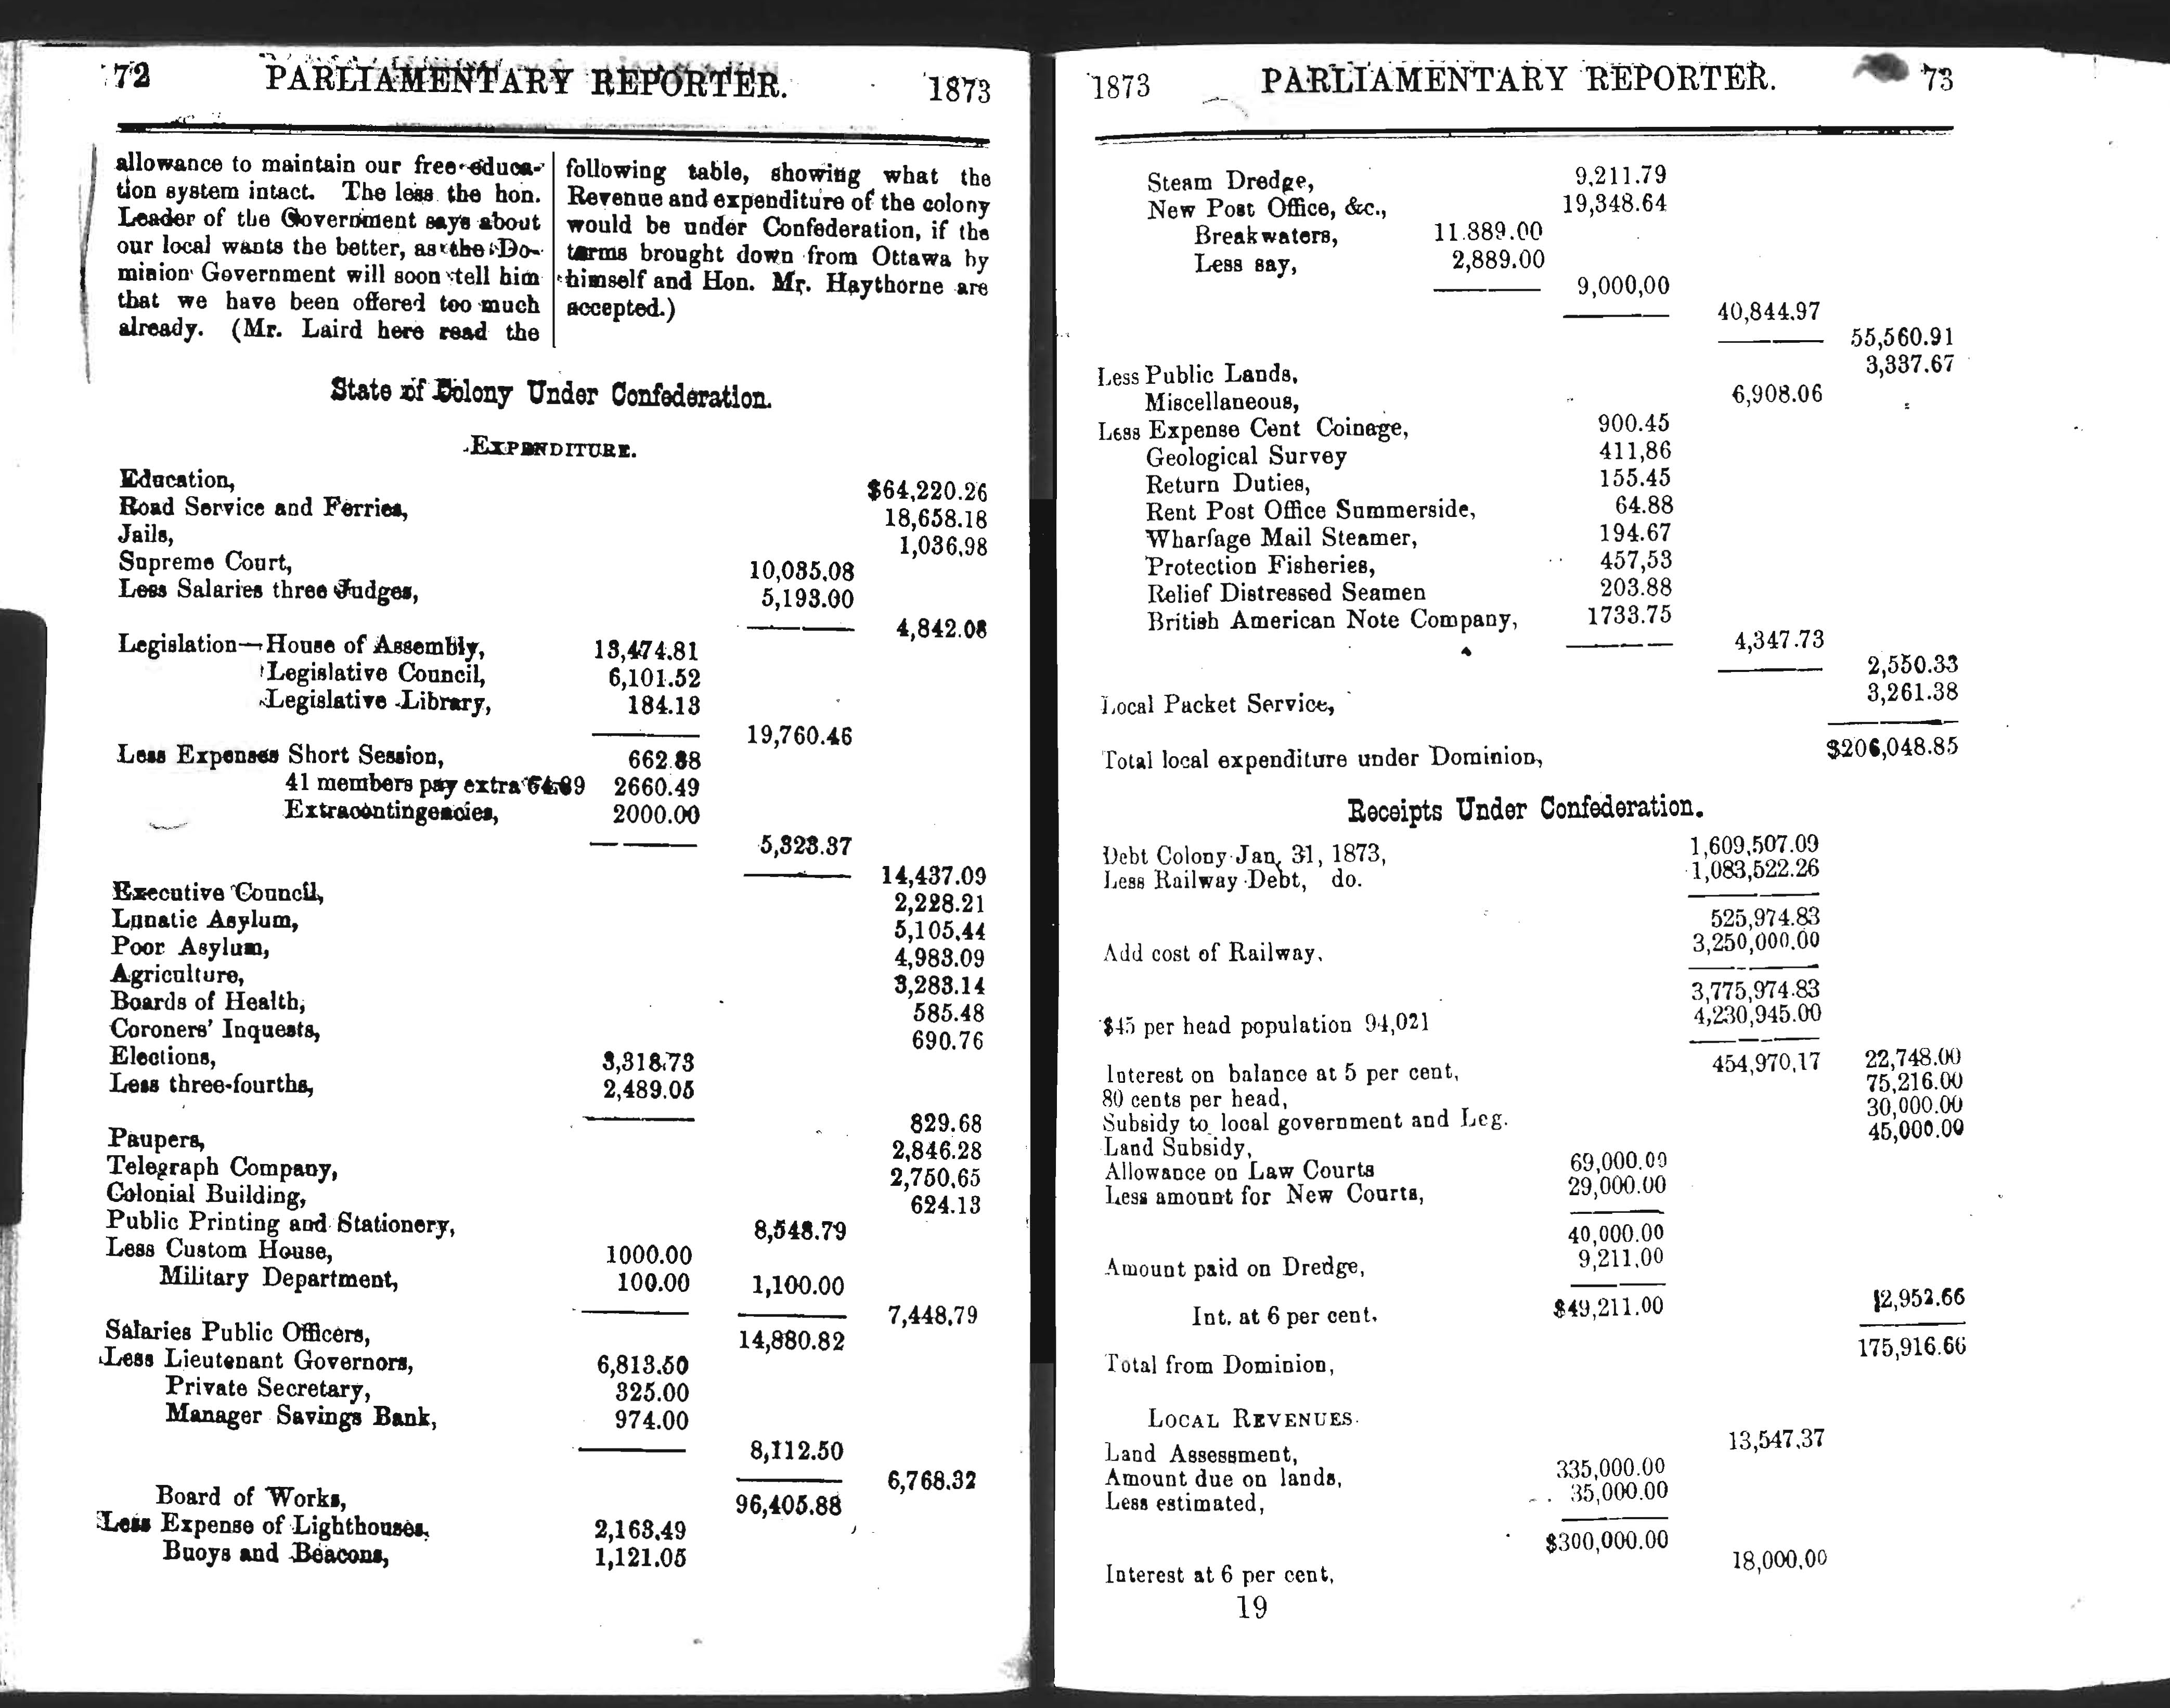 72 PARLIAMENTARY REPORTER. 1873
allowance to maintain our free educa-
tion system intact. The less the hon.
Leader of the Government says about
our local wants the better, as the Do-
minion Government will soon tell him
that we have been offered too much
already. (Mr. Laird here read the
following table, showing what the
Revenue and expenditure of the colony
would be under Confederation, if the
terms brought down from Ottawa by
himself and Hon. Mr. Haythorne are
accepted.)
State of Colony Under Confederation.
EXPENDITURE.
Education, $64,220.26
Road Service and Ferries, 18,658.18
Jails, 1,036,98
Supreme Court, 10,035.08
Less Salaries three Judges, 5,193.00
4,842.08
Legislation—House of Assembly, 13,474.81
Legislative Council, 6,101.52
Legislative Library, 184.13
19,760.46
Less Expenses Short Session, 662.88
41 members pay extra 64.89 2660.49
Extracontingencies, 2000.00
5,323.37
14,437.09
Executive Council, 2,228.21
Lunatic Asylum, 5,105,44
Poor Asylum, 4,983.09
Agriculture, 3,283.14
Boards of Health, 585.48
Coroners' Inquests, 690.76
Elections, 3,318.73
Less three-fourths, 2,489.05
829.68
Paupers, 2,846.28
Telegraph Company, 2,750,65
Colonial Building, 624.13
Public Printing and Stationery, 8,548.79
Less Custom House, 1000.00
Military Department, 100.00 1,100.00
7,448,79
Salaries Public Officers, 14,880.82
Less Lieutenant Governors, 6,813.50
Private Secretary, 325.00
Manager Savings Bank, 974.00
8,112.50
6,768.32
Board of Works, 96,405.88
Less Expense of Lighthouses, 2,163.49
Buoys and Beacons, 1,121.05
1873 PARLIAMENTARY REPORTER. 73
Steam Dredge, 9,211.79
New Post Office, &c., 19,348.64
Breakwaters, 11.889.00
Less say, 2,889.00
9,000,00
40,844.97
55,560.91
Less Public Lands, 3,337.67
Miscellaneous, 6,908.06
Less Expense Cent Coinage, 900.45
Geological Survey 411,86
Return Duties, 155.45
Rent Post Office Summerside, 64.88
Wharfage Mail Steamer, 194.67
Protection Fisheries, 457,53
Relief Distressed Seamen 203.88
British American Note Company, 1733.75
4,347.73
2,550.33
Local Packet Service, 3,261.38
Total local expenditure under Dominion, $206,048.85
Receipts Under Confederation.
Debt Colony Jan, 31, 1873, 1,609,507.09
Less Railway Debt, do. 1,083,522.26
525,974.83
Add cost of Railway, 3,250,000.00
3,775,974.83
$45 per head population 94,021 4,230,945.00
454,970,17
Interest on balance at 5 per cent, 22,748.00
80 cents per head, 75,216.00
Subsidy to local government and Leg. 30,000.00
Land Subsidy, 45,000.00
Allowance on Law Courts 69,000.00
Less amount for New Courts, 29,000.00
40,000.00
Amount paid on Dredge, 9,211,00
Int. at 6 per cent. $49,211.00 12,952.66
Total from Dominion, 175,916.66
LOCAL REVENUES.
Land Assessment, 13,547,37
Amount due on lands, 335,000.00
Less estimated, 35,000.00
$300,000.00
Interest at 6 per cent, 18,000,00
19